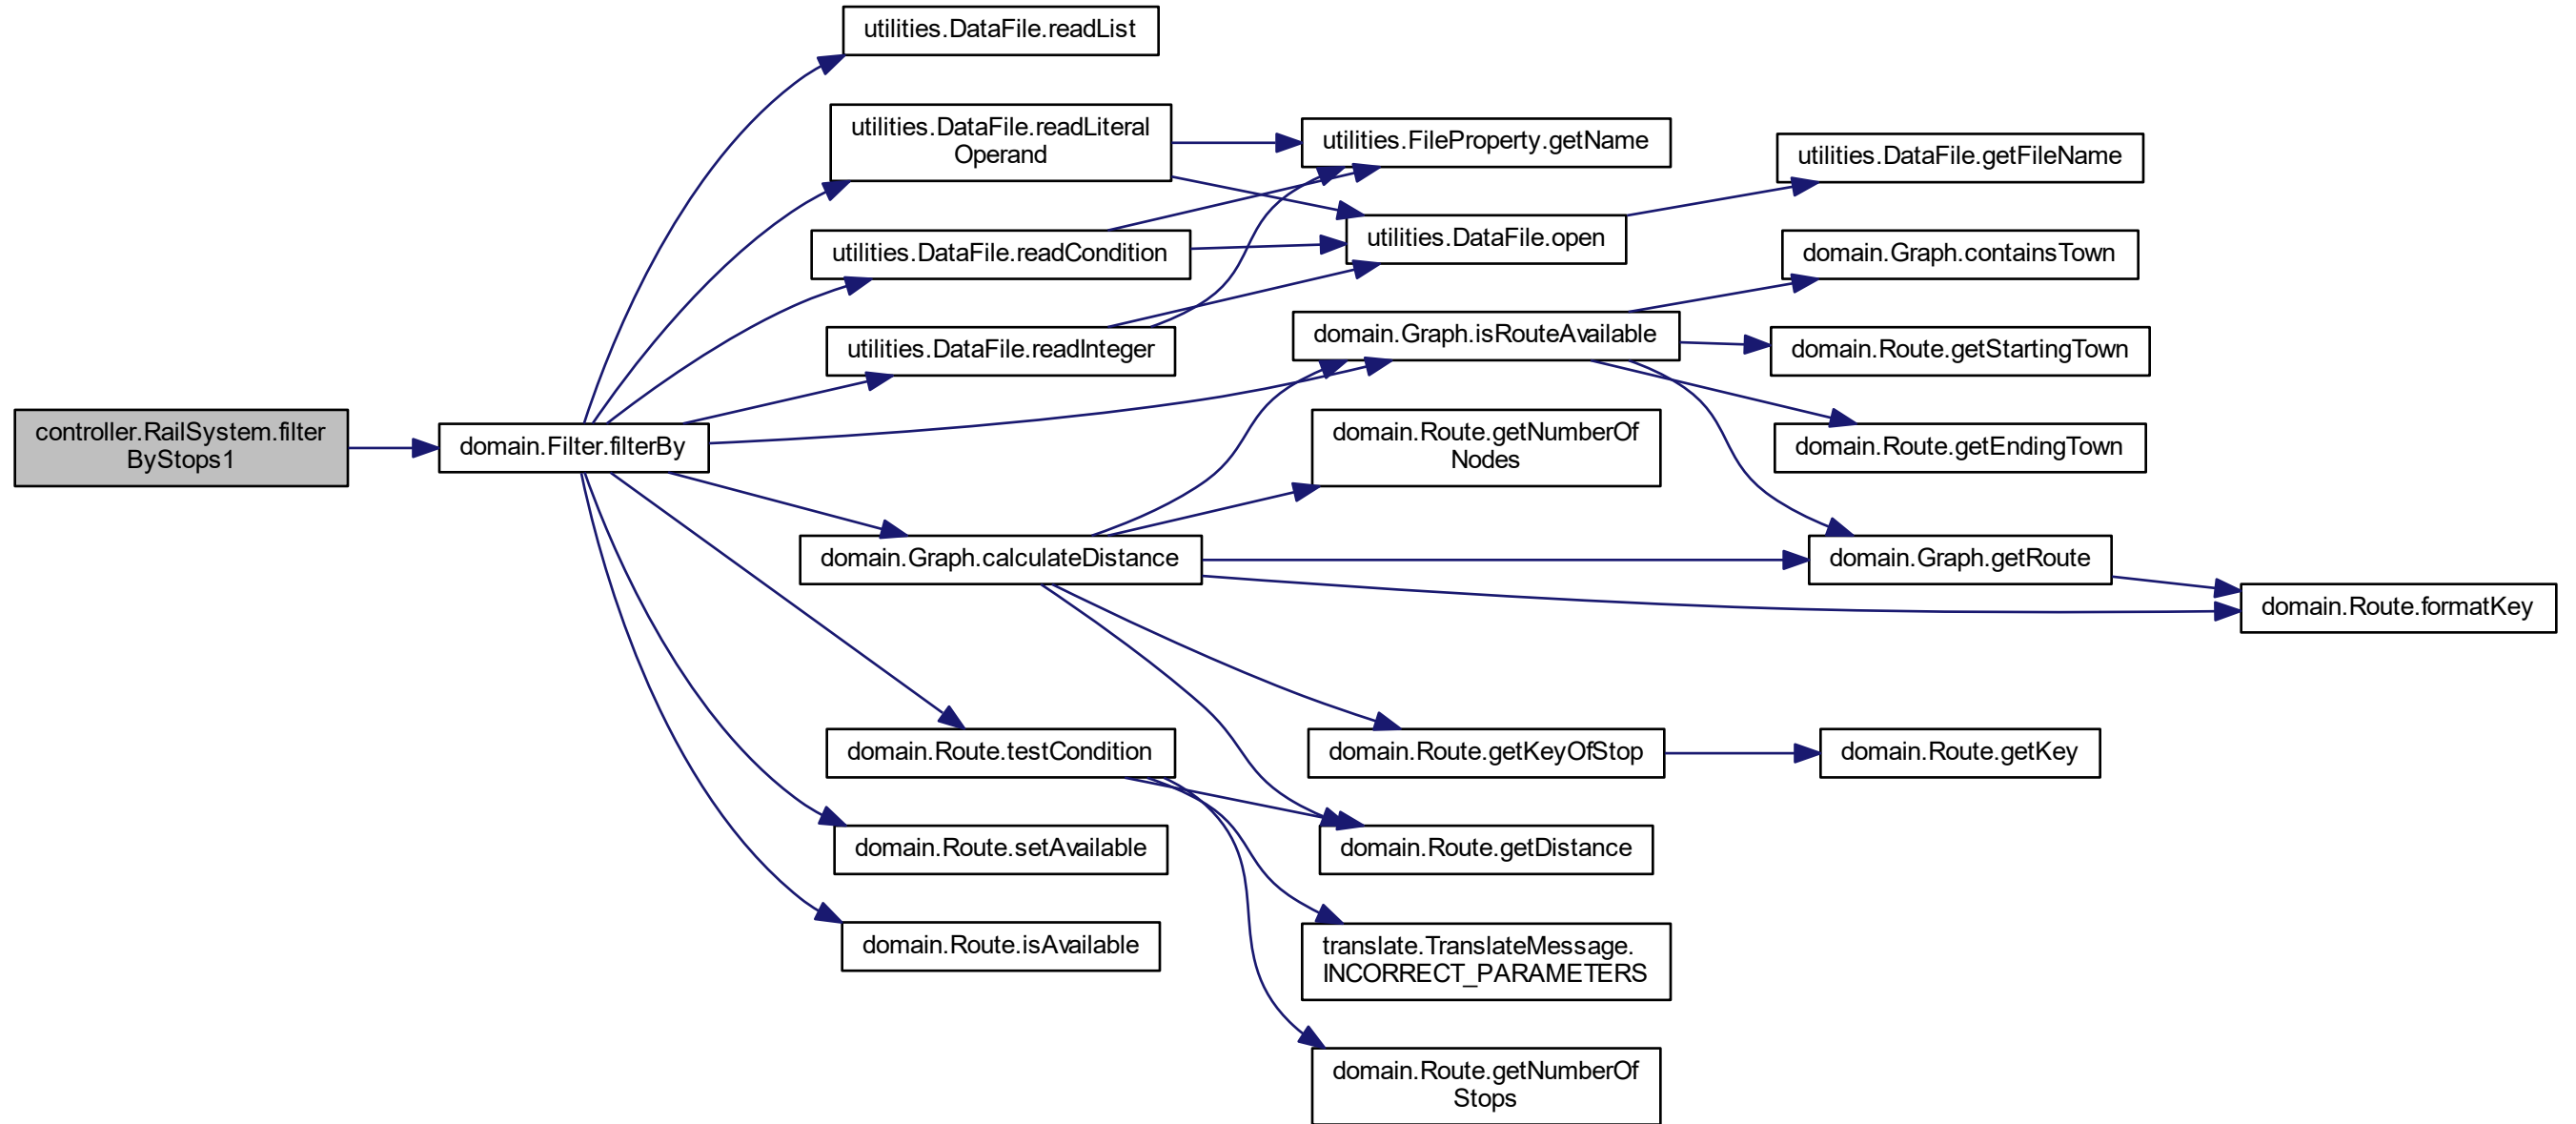 utilities.DataFile.readList
utilities.DataFile.readLiteral
Operand
utilities.FileProperty.getName
utilities.DataFile.getFileName
utilities.DataFile.open
utilities.DataFile.readCondition
domain.Graph.containsTown
domain.Graph.isRouteAvailable
utilities.DataFile.readInteger
domain.Route.getStartingTown
controller.RailSystem.filter
ByStops1
domain.Filter.filterBy
domain.Route.getNumberOf
Nodes
domain.Route.getEndingTown
domain.Graph.calculateDistance
domain.Graph.getRoute
domain.Route.formatKey
domain.Route.testCondition
domain.Route.getKeyOfStop
domain.Route.getKey
domain.Route.setAvailable
domain.Route.getDistance
domain.Route.isAvailable
translate.TranslateMessage.
INCORRECT_PARAMETERS
domain.Route.getNumberOf
Stops